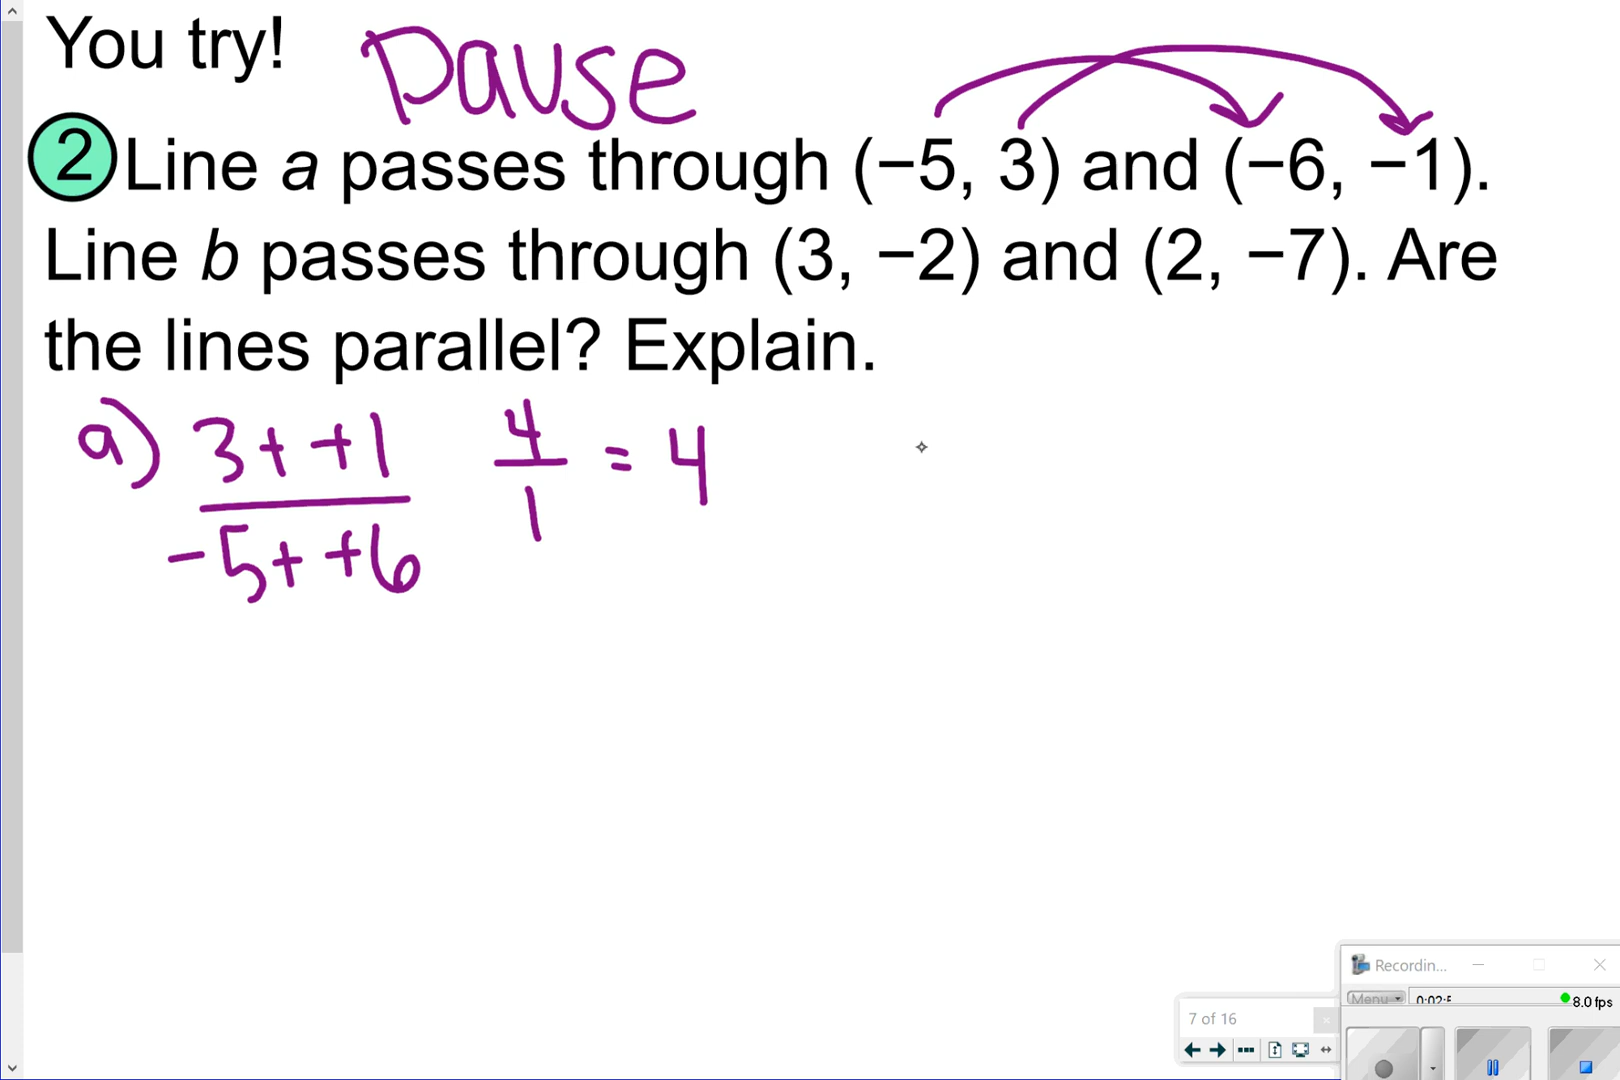 You try!
Pause
2 Line a passes through (−5, 3) and (−6, −1).
Line b passes through (3, −2) and (2, −7). Are
the lines parallel? Explain.
a) 3 + +1 4 = 4
-5 + +6 1
7 of 16
Recordin...
Menu
8.0 fps